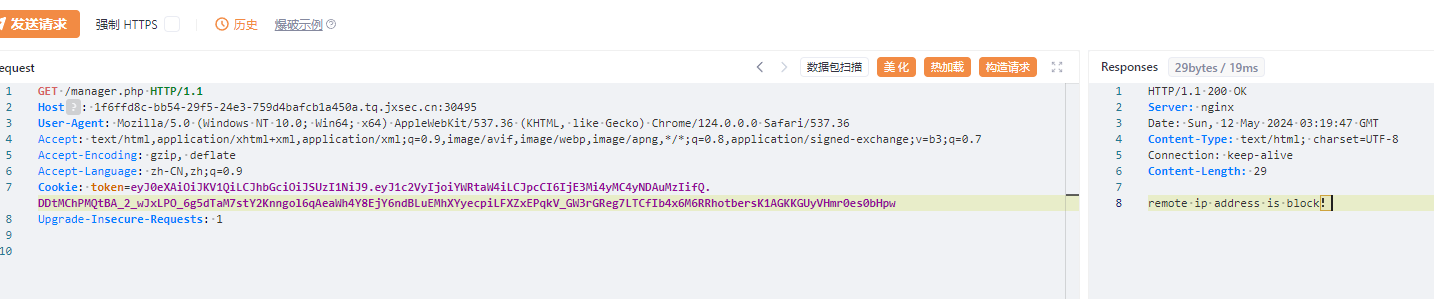 发送请求 强制 HTTPS 历史 爆破示例
equest 数据包扫描 美化 热加载 构造请求 Responses 29bytes / 19ms
1 GET /manager.php HTTP/1.1
2 Host ? : 1f6ffd8c-bb54-29f5-24e3-759d4bafcb1a450a.tq.jxsec.cn:30495
3 User-Agent: Mozilla/5.0 (Windows NT 10.0; Win64; x64) AppleWebKit/537.36 (KHTML, like Gecko) Chrome/124.0.0.0 Safari/537.36
4 Accept: text/html,application/xhtml+xml,application/xml;q=0.9,image/avif,image/webp,image/apng,*/*;q=0.8,application/signed-exchange;v=b3;q=0.7
5 Accept-Encoding: gzip, deflate
6 Accept-Language: zh-CN,zh;q=0.9
7 Cookie: token=eyJ0eXAiOiJKV1QiLCJhbGciOiJSUzI1NiJ9.eyJ1c2VyIjoiYWRtaW4iLCJpcCI6IjE3Mi4yMC4yNDAuMzIifQ.
DDtMChPMQtBA_2_wJxLPO_6g5dTaM7stY2Knngol6qAeaWh4Y8EjY6ndBLuEMhXYyecpiLFXZxEPqkV_GW3rGReg7LTCfIb4x6M6RRhotbersK1AGKKGUyVHmr0es0bHpw
8 Upgrade-Insecure-Requests: 1
9
10
1 HTTP/1.1 200 OK
2 Server: nginx
3 Date: Sun, 12 May 2024 03:19:47 GMT
4 Content-Type: text/html; charset=UTF-8
5 Connection: keep-alive
6 Content-Length: 29
7
8 remote ip address is block!